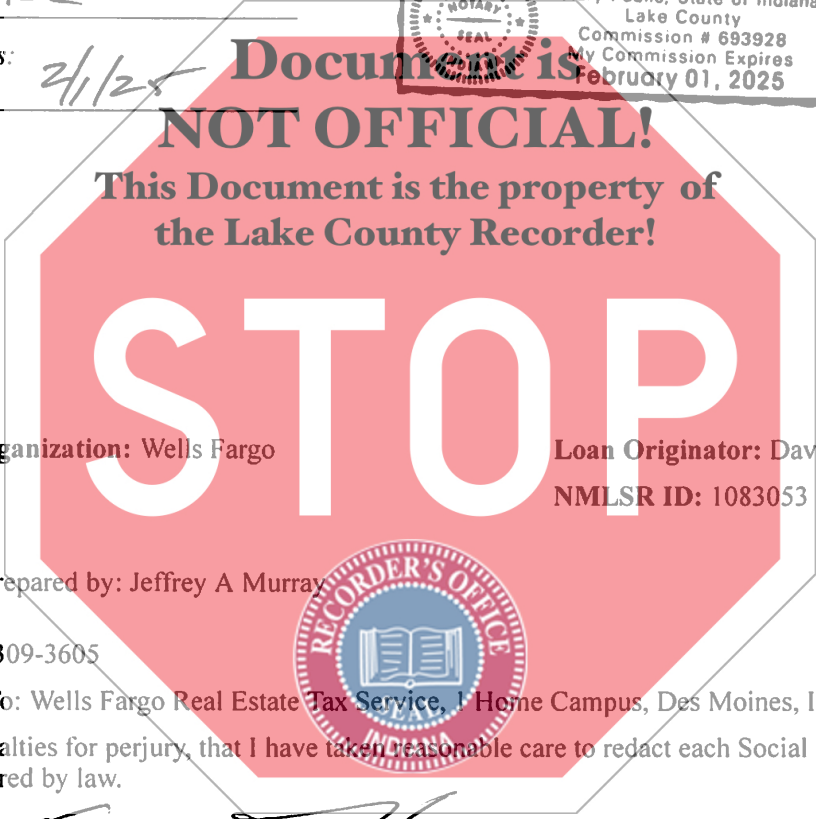 Lake County
Commission # 693928
My Commission Expires
February 01, 2025
NOTARY
SEAL
s:
2/1/25
Document is
NOT OFFICIAL!
This Document is the property of
the Lake County Recorder!
STOP
ganization: Wells Fargo
Loan Originator: Dav
NMLSR ID: 1083053
repared by: Jeffrey A Murray
309-3605
o: Wells Fargo Real Estate Tax Service, 1 Home Campus, Des Moines, I
alties for perjury, that I have taken reasonable care to redact each Social
red by law.
RECORDER'S OFFICE
SEAL
INDIANA